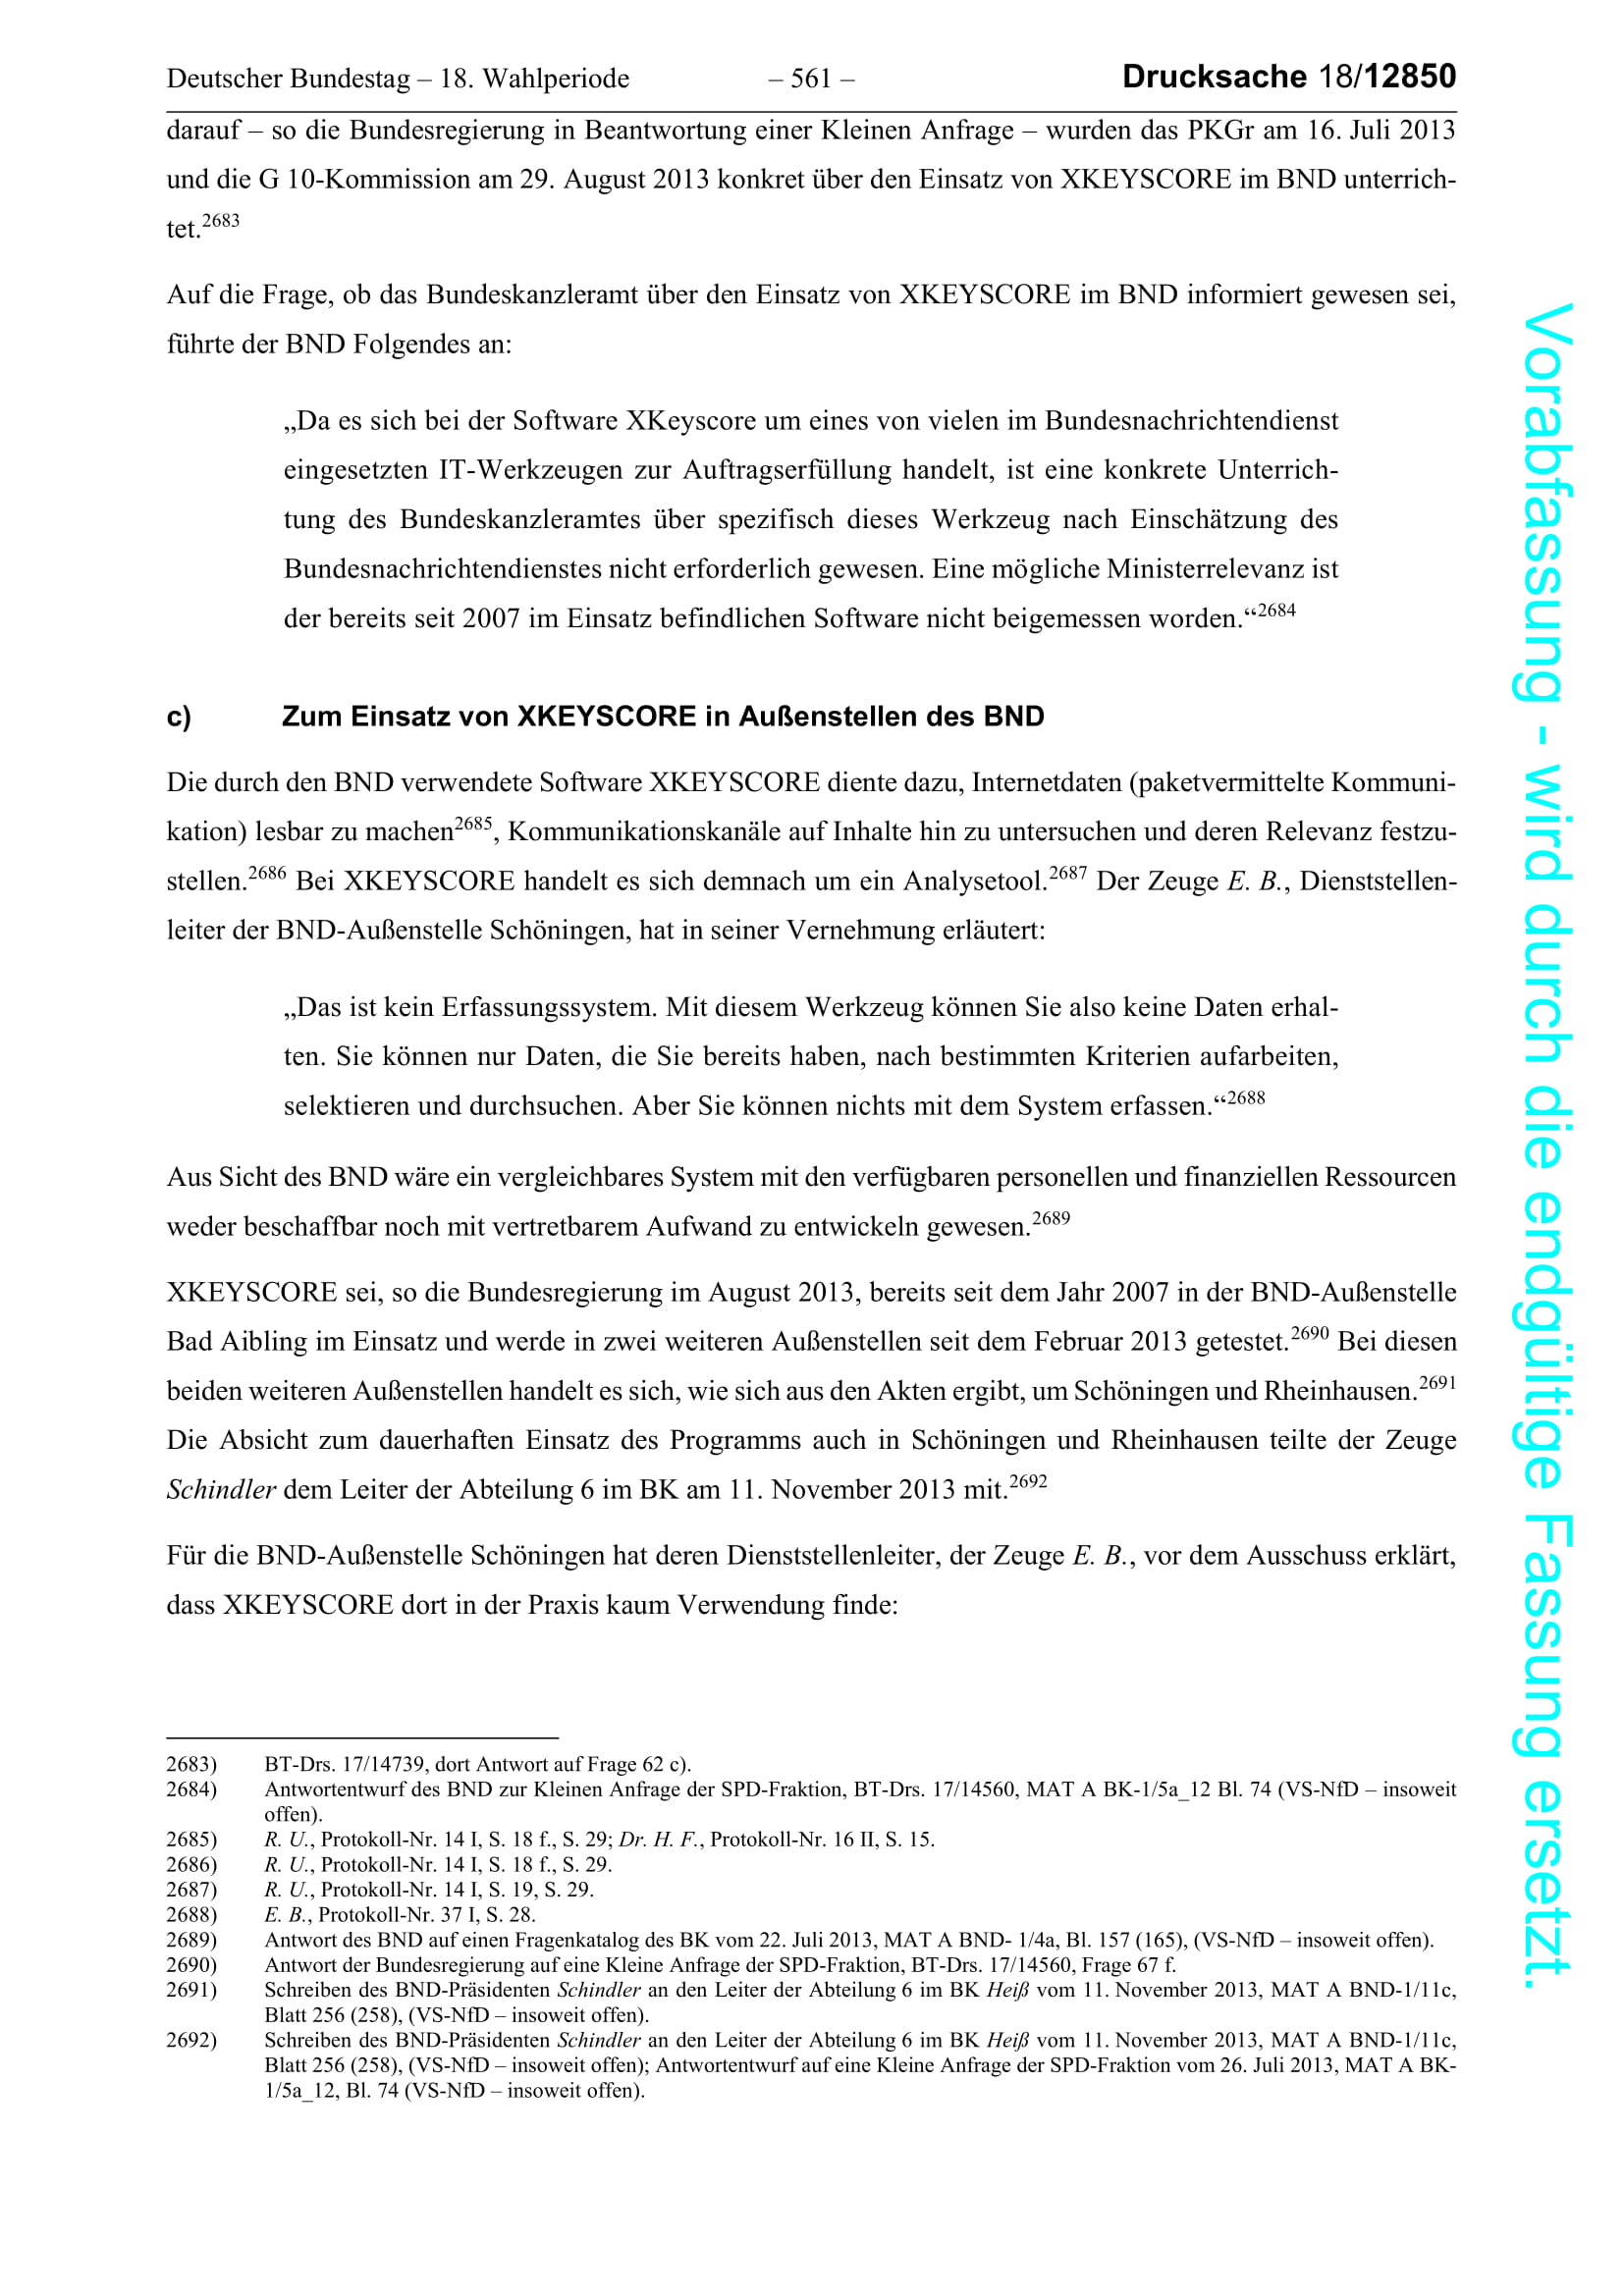 Deutscher Bundestag – 18. Wahlperiode – 561 – Drucksache 18/12850
darauf – so die Bundesregierung in Beantwortung einer Kleinen Anfrage – wurden das PKGr am 16. Juli 2013
und die G 10-Kommission am 29. August 2013 konkret über den Einsatz von XKEYSCORE im BND unterrich-
tet.2683
Auf die Frage, ob das Bundeskanzleramt über den Einsatz von XKEYSCORE im BND informiert gewesen sei,
führte der BND Folgendes an:
„Da es sich bei der Software XKeyscore um eines von vielen im Bundesnachrichtendienst
eingesetzten IT-Werkzeugen zur Auftragserfüllung handelt, ist eine konkrete Unterrich-
tung des Bundeskanzleramtes über spezifisch dieses Werkzeug nach Einschätzung des
Bundesnachrichtendienstes nicht erforderlich gewesen. Eine mögliche Ministerrelevanz ist
der bereits seit 2007 im Einsatz befindlichen Software nicht beigemessen worden.“2684
c) Zum Einsatz von XKEYSCORE in Außenstellen des BND
Die durch den BND verwendete Software XKEYSCORE diente dazu, Internetdaten (paketvermittelte Kommuni-
kation) lesbar zu machen2685, Kommunikationskanäle auf Inhalte hin zu untersuchen und deren Relevanz festzu-
stellen.2686 Bei XKEYSCORE handelt es sich demnach um ein Analysetool.2687 Der Zeuge E. B., Dienststellen-
leiter der BND-Außenstelle Schöningen, hat in seiner Vernehmung erläutert:
„Das ist kein Erfassungssystem. Mit diesem Werkzeug können Sie also keine Daten erhal-
ten. Sie können nur Daten, die Sie bereits haben, nach bestimmten Kriterien aufarbeiten,
selektieren und durchsuchen. Aber Sie können nichts mit dem System erfassen.“2688
Aus Sicht des BND wäre ein vergleichbares System mit den verfügbaren personellen und finanziellen Ressourcen
weder beschaffbar noch mit vertretbarem Aufwand zu entwickeln gewesen.2689
XKEYSCORE sei, so die Bundesregierung im August 2013, bereits seit dem Jahr 2007 in der BND-Außenstelle
Bad Aibling im Einsatz und werde in zwei weiteren Außenstellen seit dem Februar 2013 getestet.2690 Bei diesen
beiden weiteren Außenstellen handelt es sich, wie sich aus den Akten ergibt, um Schöningen und Rheinhausen.2691
Die Absicht zum dauerhaften Einsatz des Programms auch in Schöningen und Rheinhausen teilte der Zeuge
Schindler dem Leiter der Abteilung 6 im BK am 11. November 2013 mit.2692
Für die BND-Außenstelle Schöningen hat deren Dienststellenleiter, der Zeuge E. B., vor dem Ausschuss erklärt,
dass XKEYSCORE dort in der Praxis kaum Verwendung finde:
2683) BT-Drs. 17/14739, dort Antwort auf Frage 62 c).
2684) Antwortentwurf des BND zur Kleinen Anfrage der SPD-Fraktion, BT-Drs. 17/14560, MAT A BK-1/5a_12 Bl. 74 (VS-NfD – insoweit
offen).
2685) R. U., Protokoll-Nr. 14 I, S. 18 f., S. 29; Dr. H. F., Protokoll-Nr. 16 II, S. 15.
2686) R. U., Protokoll-Nr. 14 I, S. 18 f., S. 29.
2687) R. U., Protokoll-Nr. 14 I, S. 19, S. 29.
2688) E. B., Protokoll-Nr. 37 I, S. 28.
2689) Antwort des BND auf einen Fragenkatalog des BK vom 22. Juli 2013, MAT A BND- 1/4a, Bl. 157 (165), (VS-NfD – insoweit offen).
2690) Antwort der Bundesregierung auf eine Kleine Anfrage der SPD-Fraktion, BT-Drs. 17/14560, Frage 67 f.
2691) Schreiben des BND-Präsidenten Schindler an den Leiter der Abteilung 6 im BK Heiß vom 11. November 2013, MAT A BND-1/11c,
Blatt 256 (258), (VS-NfD – insoweit offen).
2692) Schreiben des BND-Präsidenten Schindler an den Leiter der Abteilung 6 im BK Heiß vom 11. November 2013, MAT A BND-1/11c,
Blatt 256 (258), (VS-NfD – insoweit offen); Antwortentwurf auf eine Kleine Anfrage der SPD-Fraktion vom 26. Juli 2013, MAT A BK-
1/5a_12, Bl. 74 (VS-NfD – insoweit offen).
Vorabfassung - wird durch die endgültige Fassung ersetzt.